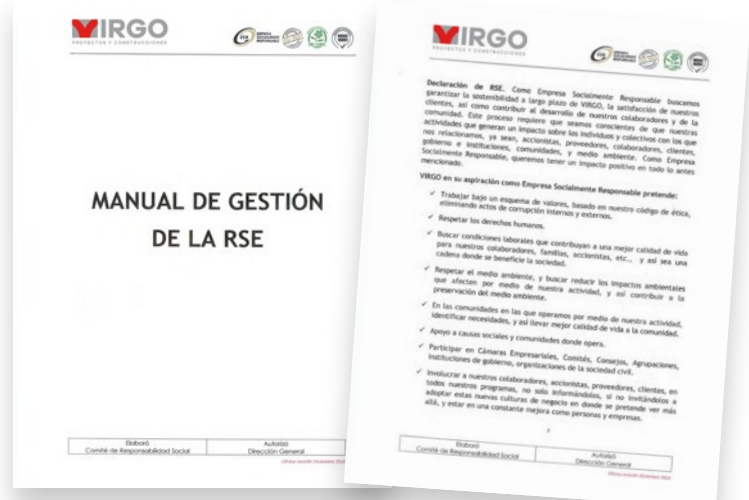 VIRGO
PROYECTOS Y CONSTRUCCIONES
ESR EMPRESA
SOCIALMENTE
RESPONSABLE
MANUAL DE GESTIÓN
DE LA RSE
Elaboró
Comité de Responsabilidad Social
Autorizó
Dirección General
VIRGO
PROYECTOS Y CONSTRUCCIONES
Declaración de RSE. Como Empresa Socialmente Responsable buscamos
garantizar la sostenibilidad a largo plazo de VIRGO, la satisfacción de nuestros
clientes, así como contribuir al desarrollo de nuestros colaboradores y de la
comunidad. Este proceso requiere que seamos conscientes de que nuestras
actividades que generan un impacto sobre los individuos y colectivos con los que
nos relacionamos, ya sean, accionistas, proveedores, colaboradores, clientes,
gobierno e instituciones, comunidades, y medio ambiente. Como Empresa
Socialmente Responsable, queremos tener un impacto positivo en todo lo antes
mencionado.
VIRGO en su aspiración como Empresa Socialmente Responsable pretende:
✓ Trabajar bajo un esquema de valores, basado en nuestro código de ética,
eliminando actos de corrupción internos y externos.
✓ Respetar los derechos humanos.
✓ Buscar condiciones laborales que contribuyan a una mejor calidad de vida
para nuestros colaboradores, familias, accionistas, etc., y así sea una
cadena donde se beneficie la sociedad.
✓ Respetar el medio ambiente, y buscar reducir los impactos ambientales
que afecten por medio de nuestra actividad, y así contribuir a la
preservación del medio ambiente.
✓ En las comunidades en las que operamos por medio de nuestra actividad,
identificar necesidades, y así llevar mejor calidad de vida a la comunidad.
✓ Apoyo a causas sociales y comunidades donde opera.
✓ Participar en Cámaras Empresariales, Comités, Consejos, Agrupaciones,
Instituciones de gobierno, organizaciones de la sociedad civil.
✓ Involucrar a nuestros colaboradores, accionistas, proveedores, clientes, en
todos nuestros programas, no solo informándolos, si no invitándolos a
adoptar estas nuevas culturas de negocio en donde se pretende ver más
allá, y estar en una constante mejora como personas y empresas.
Elaboró
Comité de Responsabilidad Social
Autorizó
Dirección General